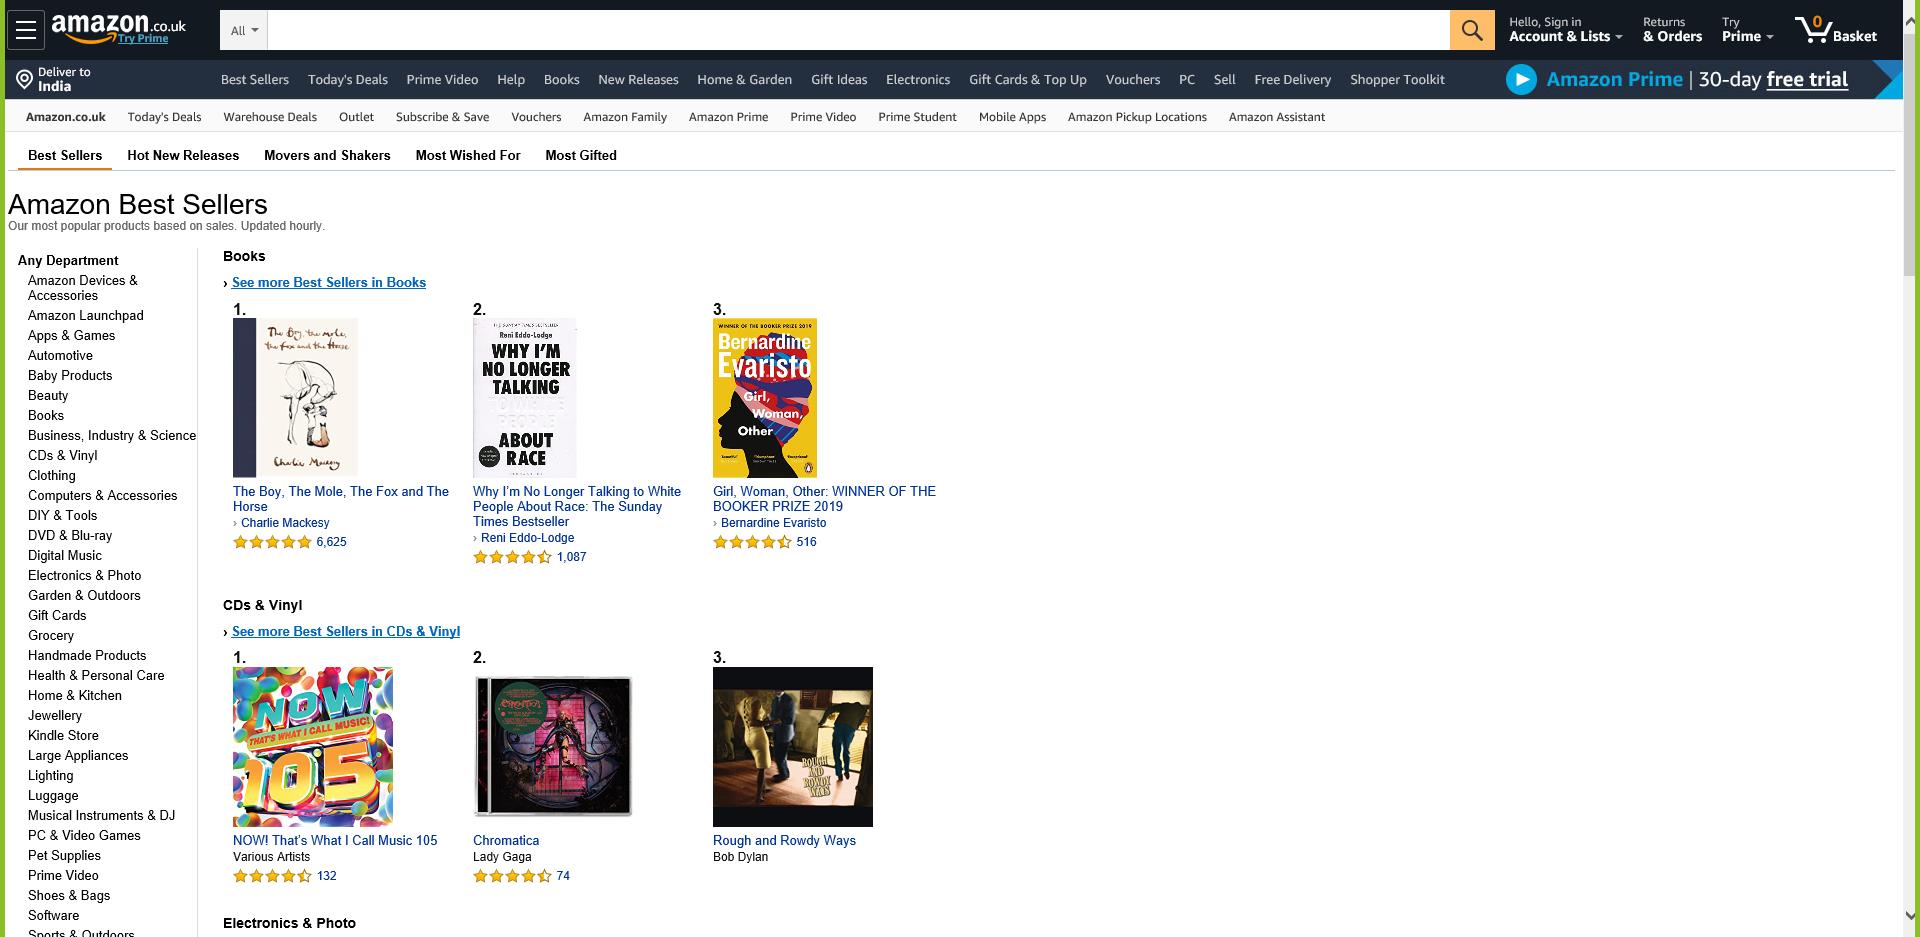 amazon.co.uk
Try Prime
All
Hello, Sign in
Account & Lists
Returns
& Orders
Try
Prime
0
Basket
Deliver to
India
Best Sellers Today's Deals Prime Video Help Books New Releases Home & Garden Gift Ideas Electronics Gift Cards & Top Up Vouchers PC Sell Free Delivery Shopper Toolkit
Amazon Prime | 30-day free trial
Amazon.co.uk Today's Deals Warehouse Deals Outlet Subscribe & Save Vouchers Amazon Family Amazon Prime Prime Video Prime Student Mobile Apps Amazon Pickup Locations Amazon Assistant
Best Sellers Hot New Releases Movers and Shakers Most Wished For Most Gifted
Amazon Best Sellers
Our most popular products based on sales. Updated hourly.
Any Department
Amazon Devices &
Accessories
Amazon Launchpad
Apps & Games
Automotive
Baby Products
Beauty
Books
Business, Industry & Science
CDs & Vinyl
Clothing
Computers & Accessories
DIY & Tools
DVD & Blu-ray
Digital Music
Electronics & Photo
Garden & Outdoors
Gift Cards
Grocery
Handmade Products
Health & Personal Care
Home & Kitchen
Jewellery
Kindle Store
Large Appliances
Lighting
Luggage
Musical Instruments & DJ
PC & Video Games
Pet Supplies
Prime Video
Shoes & Bags
Software
Sports & Outdoors
Books
› See more Best Sellers in Books
1.
The Boy, the mole,
the fox and the Horse
Charlie Mackesy
The Boy, The Mole, The Fox and The
Horse
› Charlie Mackesy
6,625
2.
THE SUNDAY TIMES BESTSELLER
Reni Eddo-Lodge
WHY I'M
NO LONGER
TALKING
TO WHITE
PEOPLE
ABOUT
RACE
Why I'm No Longer Talking to White
People About Race: The Sunday
Times Bestseller
› Reni Eddo-Lodge
1,087
3.
WINNER OF THE BOOKER PRIZE 2019
Bernardine
Evaristo
Girl,
Woman,
Other
Girl, Woman, Other: WINNER OF THE
BOOKER PRIZE 2019
› Bernardine Evaristo
516
CDs & Vinyl
› See more Best Sellers in CDs & Vinyl
1.
NOW
THAT'S WHAT I CALL MUSIC!
105
NOW! That's What I Call Music 105
Various Artists
132
2.
Chromatica
Lady Gaga
74
3.
ROUGH
AND
ROWDY
WAYS
Rough and Rowdy Ways
Bob Dylan
Electronics & Photo